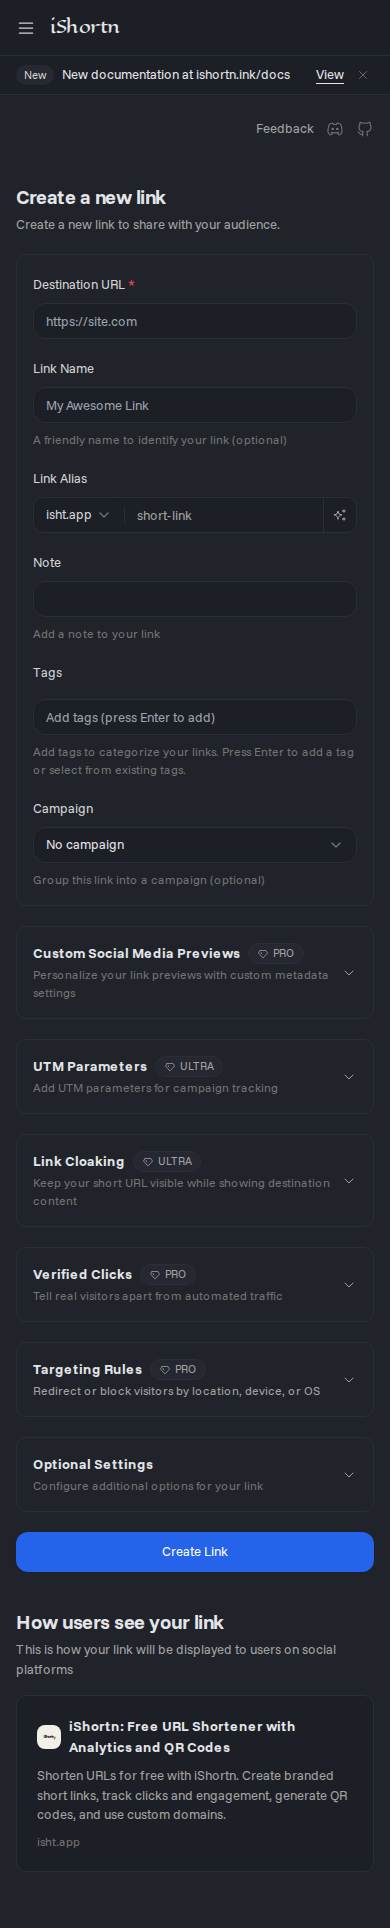 iShortn
New New documentation at ishortn.ink/docs View
Feedback
Create a new link
Create a new link to share with your audience.
Destination URL *
https://site.com
Link Name
My Awesome Link
A friendly name to identify your link (optional)
Link Alias
isht.app short-link
Note
Add a note to your link
Tags
Add tags (press Enter to add)
Add tags to categorize your links. Press Enter to add a tag
or select from existing tags.
Campaign
No campaign
Group this link into a campaign (optional)
Custom Social Media Previews PRO
Personalize your link previews with custom metadata
settings
UTM Parameters ULTRA
Add UTM parameters for campaign tracking
Link Cloaking ULTRA
Keep your short URL visible while showing destination
content
Verified Clicks PRO
Tell real visitors apart from automated traffic
Targeting Rules PRO
Redirect or block visitors by location, device, or OS
Optional Settings
Configure additional options for your link
Create Link
How users see your link
This is how your link will be displayed to users on social
platforms
iShortn: Free URL Shortener with
Analytics and QR Codes
Shorten URLs for free with iShortn. Create branded
short links, track clicks and engagement, generate QR
codes, and use custom domains.
isht.app